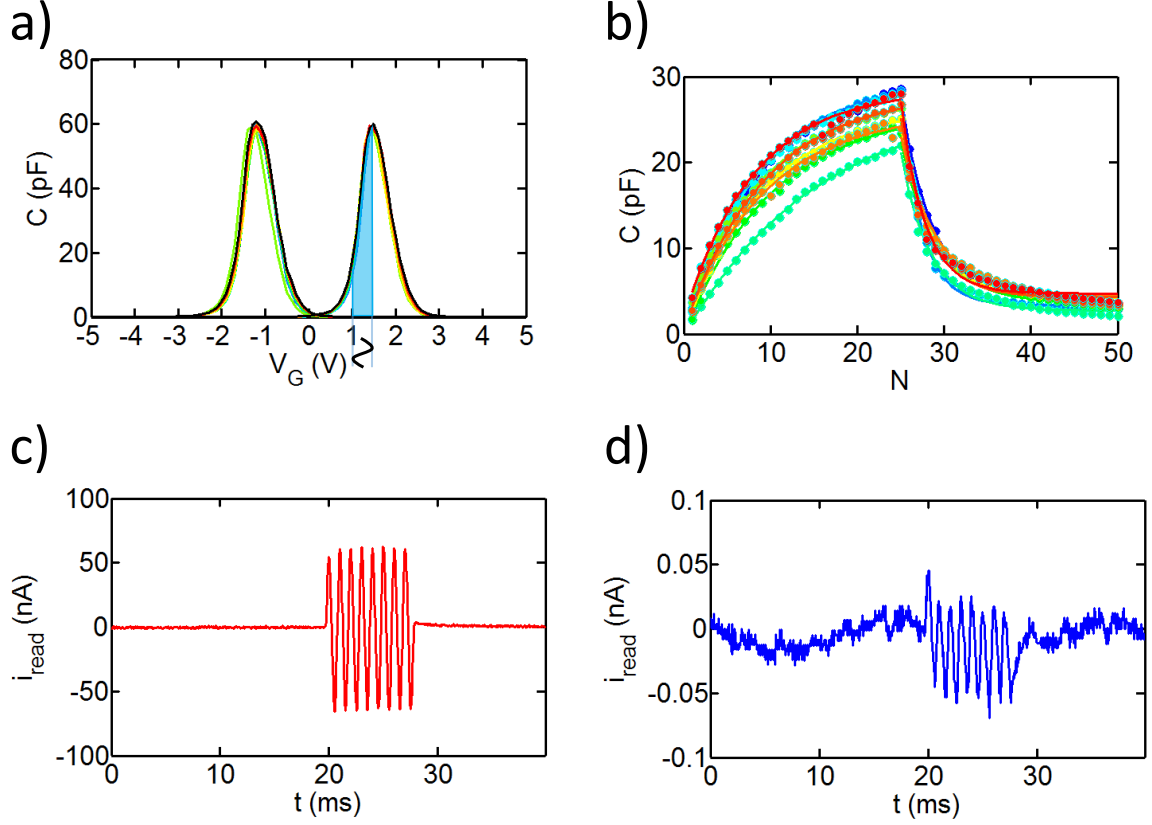 a)
80
60
40
20
0
C (pF)
-5 -4 -3 -2 -1 0 1 2 3 4 5
V_G (V)
b)
30
20
10
0
C (pF)
0 10 20 30 40 50
N
c)
100
50
0
-50
-100
i_read (nA)
0 10 20 30
t (ms)
d)
0.1
0.05
0
-0.05
-0.1
i_read (nA)
0 10 20 30
t (ms)